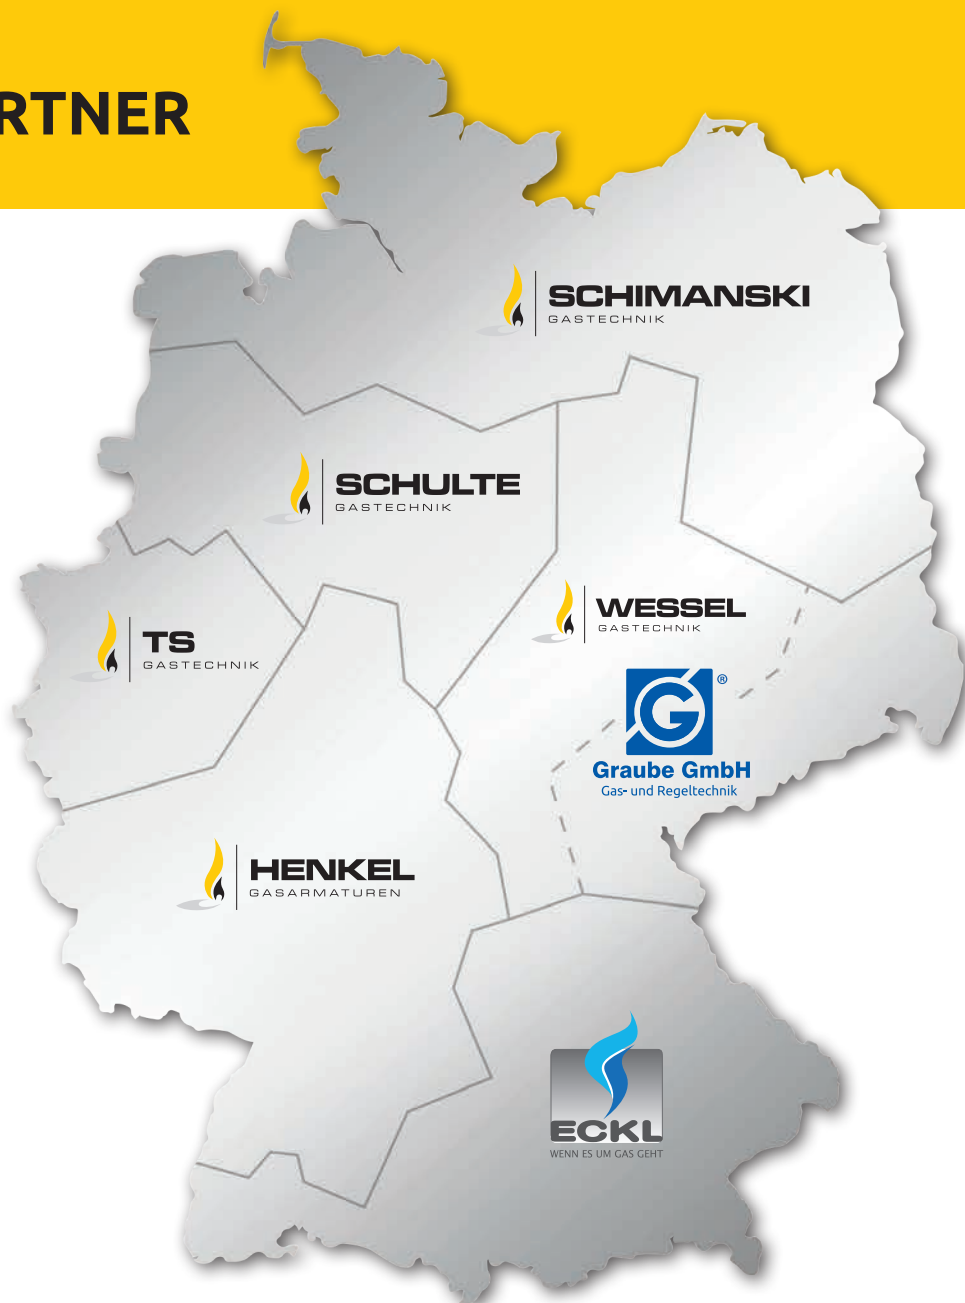 RTNER
SCHIMANSKI
GASTECHNIK
SCHULTE
GASTECHNIK
WESSEL
GASTECHNIK
TS
GASTECHNIK
G ®
Graube GmbH
Gas- und Regeltechnik
HENKEL
GASARMATUREN
ECKL
WENN ES UM GAS GEHT